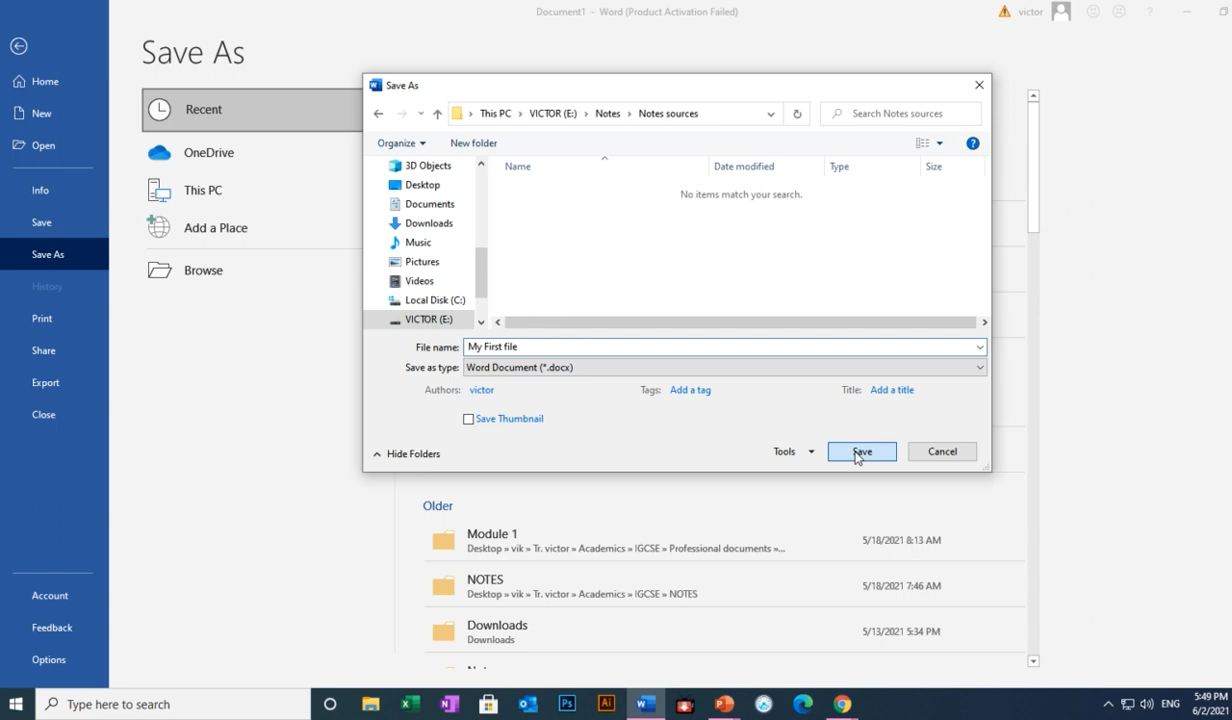 Document1 - Word (Product Activation Failed)
victor
?
Save As
Home
New
Open
Info
Save
Save As
History
Print
Share
Export
Close
Account
Feedback
Options
Recent
OneDrive
This PC
Add a Place
Browse
Save As
This PC > VICTOR (E:) > Notes > Notes sources
Search Notes sources
Organize
New folder
?
3D Objects
Desktop
Documents
Downloads
Music
Pictures
Videos
Local Disk (C:)
VICTOR (E:)
Name Date modified Type Size
No items match your search.
File name: My First file
Save as type: Word Document (*.docx)
Authors: victor Tags: Add a tag Title: Add a title
Save Thumbnail
Hide Folders
Tools
Save
Cancel
Older
Module 1
Desktop » vik » Tr. victor » Academics » IGCSE » Professional documents »...
5/18/2021 8:13 AM
NOTES
Desktop » vik » Tr. victor » Academics » IGCSE » NOTES
5/18/2021 7:46 AM
Downloads
Downloads
5/13/2021 5:34 PM
Type here to search
ENG
5:49 PM
6/2/2021